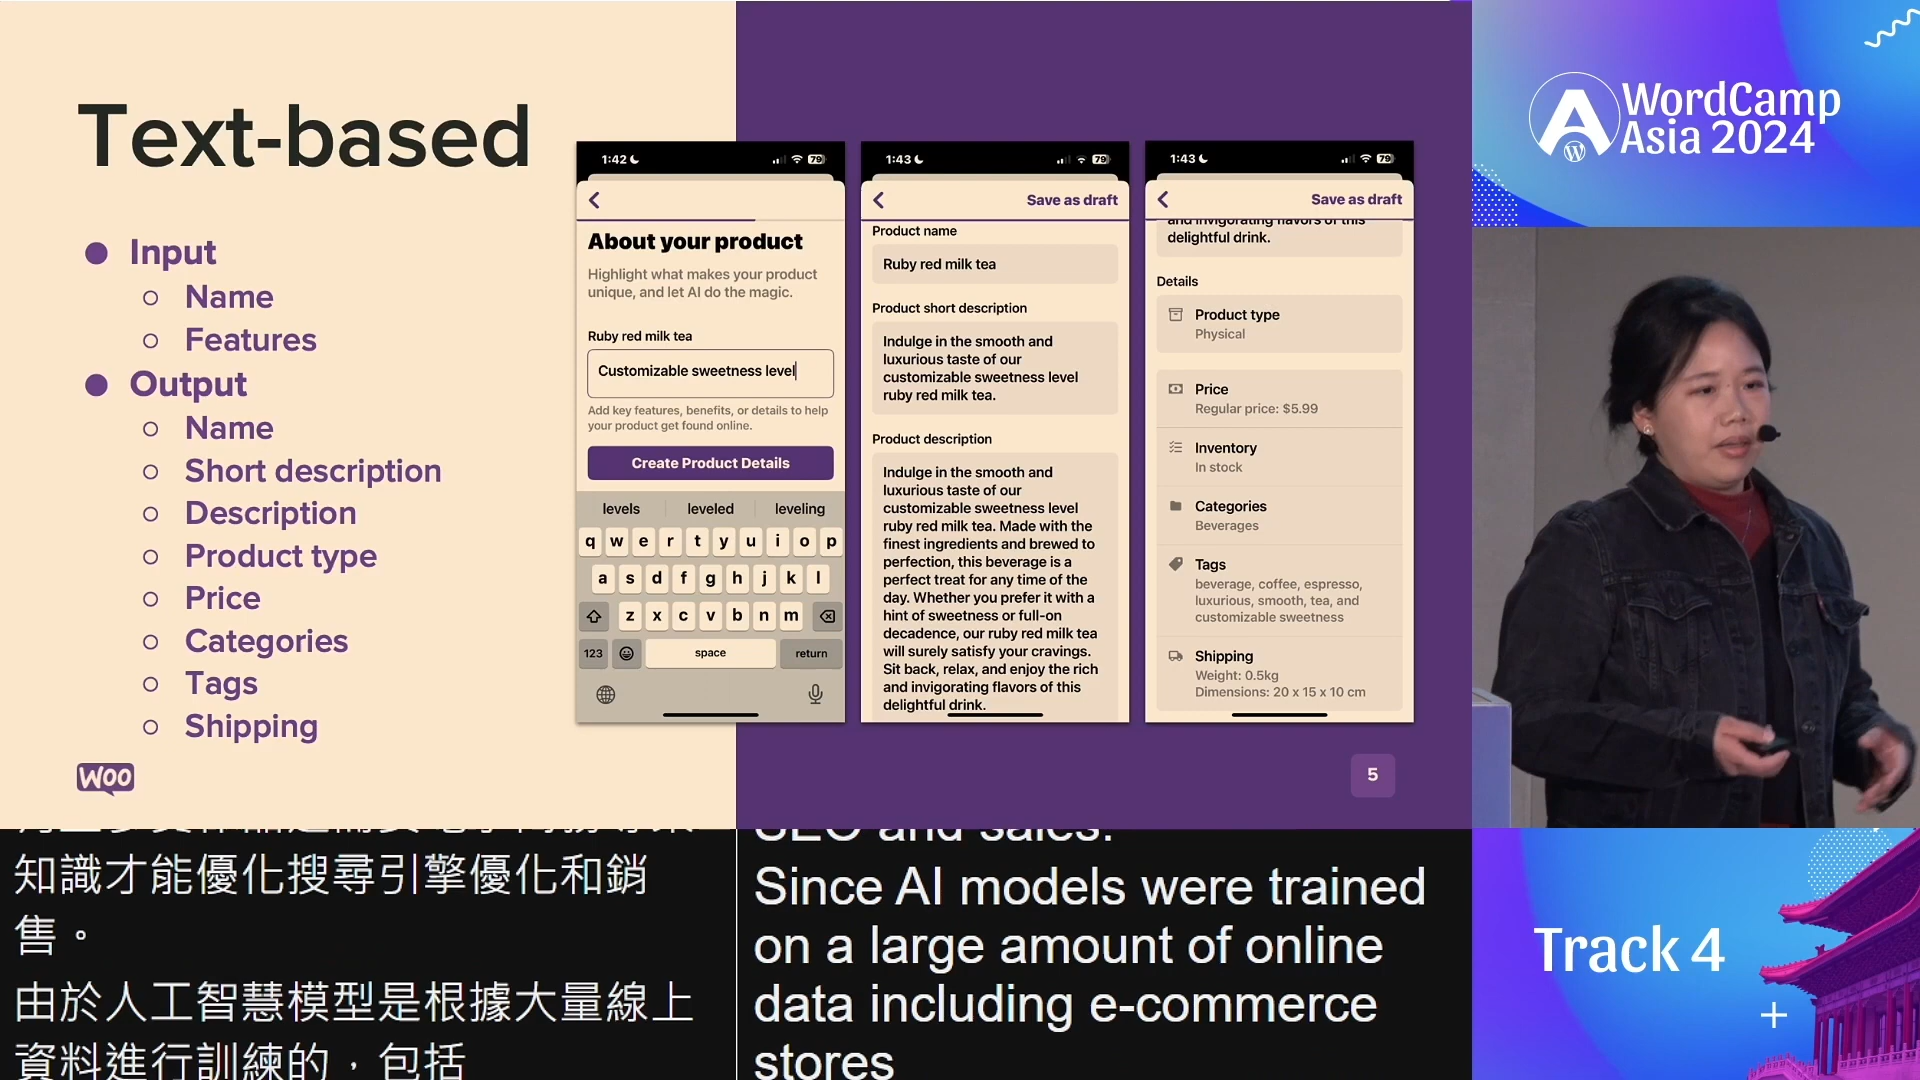 Text-based
Input
Name
Features
Output
Name
Short description
Description
Product type
Price
Categories
Tags
Shipping
WOO
1:42
79
About your product
Highlight what makes your product
unique, and let AI do the magic.
Ruby red milk tea
Customizable sweetness level
Add key features, benefits, or details to help
your product get found online.
Create Product Details
levels leveled leveling
q w e r t y u i o p
a s d f g h j k l
z x c v b n m
123 space return
1:43
79
Save as draft
Product name
Ruby red milk tea
Product short description
Indulge in the smooth and
luxurious taste of our
customizable sweetness level
ruby red milk tea.
Product description
Indulge in the smooth and
luxurious taste of our
customizable sweetness level
ruby red milk tea. Made with the
finest ingredients and brewed to
perfection, this beverage is a
perfect treat for any time of the
day. Whether you prefer it with a
hint of sweetness or full-on
decadence, our ruby red milk tea
will surely satisfy your cravings.
Sit back, relax, and enjoy the rich
and invigorating flavors of this
delightful drink.
1:43
79
Save as draft
and invigorating flavors of this
delightful drink.
Details
Product type
Physical
Price
Regular price: $5.99
Inventory
In stock
Categories
Beverages
Tags
beverage, coffee, espresso,
luxurious, smooth, tea, and
customizable sweetness
Shipping
Weight: 0.5kg
Dimensions: 20 x 15 x 10 cm
5
知識才能優化搜尋引擎優化和銷
售。
由於人工智慧模型是根據大量線上
資料進行訓練的，包括
SEO and sales.
Since AI models were trained
on a large amount of online
data including e-commerce
stores
WordCamp
Asia 2024
Track 4